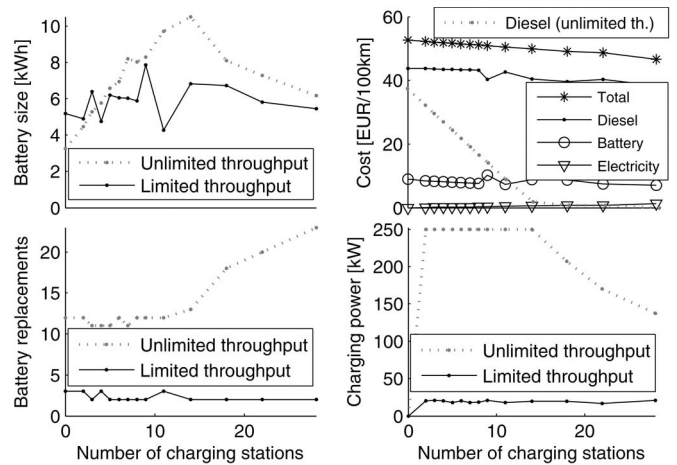 Battery size [kWh]
10
8
6
4
2
0
Unlimited throughput
Limited throughput
Cost [EUR/100km]
60
40
20
0
Diesel (unlimited th.)
Total
Diesel
Battery
Electricity
Battery replacements
20
15
10
5
0
Unlimited throughput
Limited throughput
0 10 20
Number of charging stations
Charging power [kW]
250
200
150
100
50
0
Unlimited throughput
Limited throughput
0 10 20
Number of charging stations